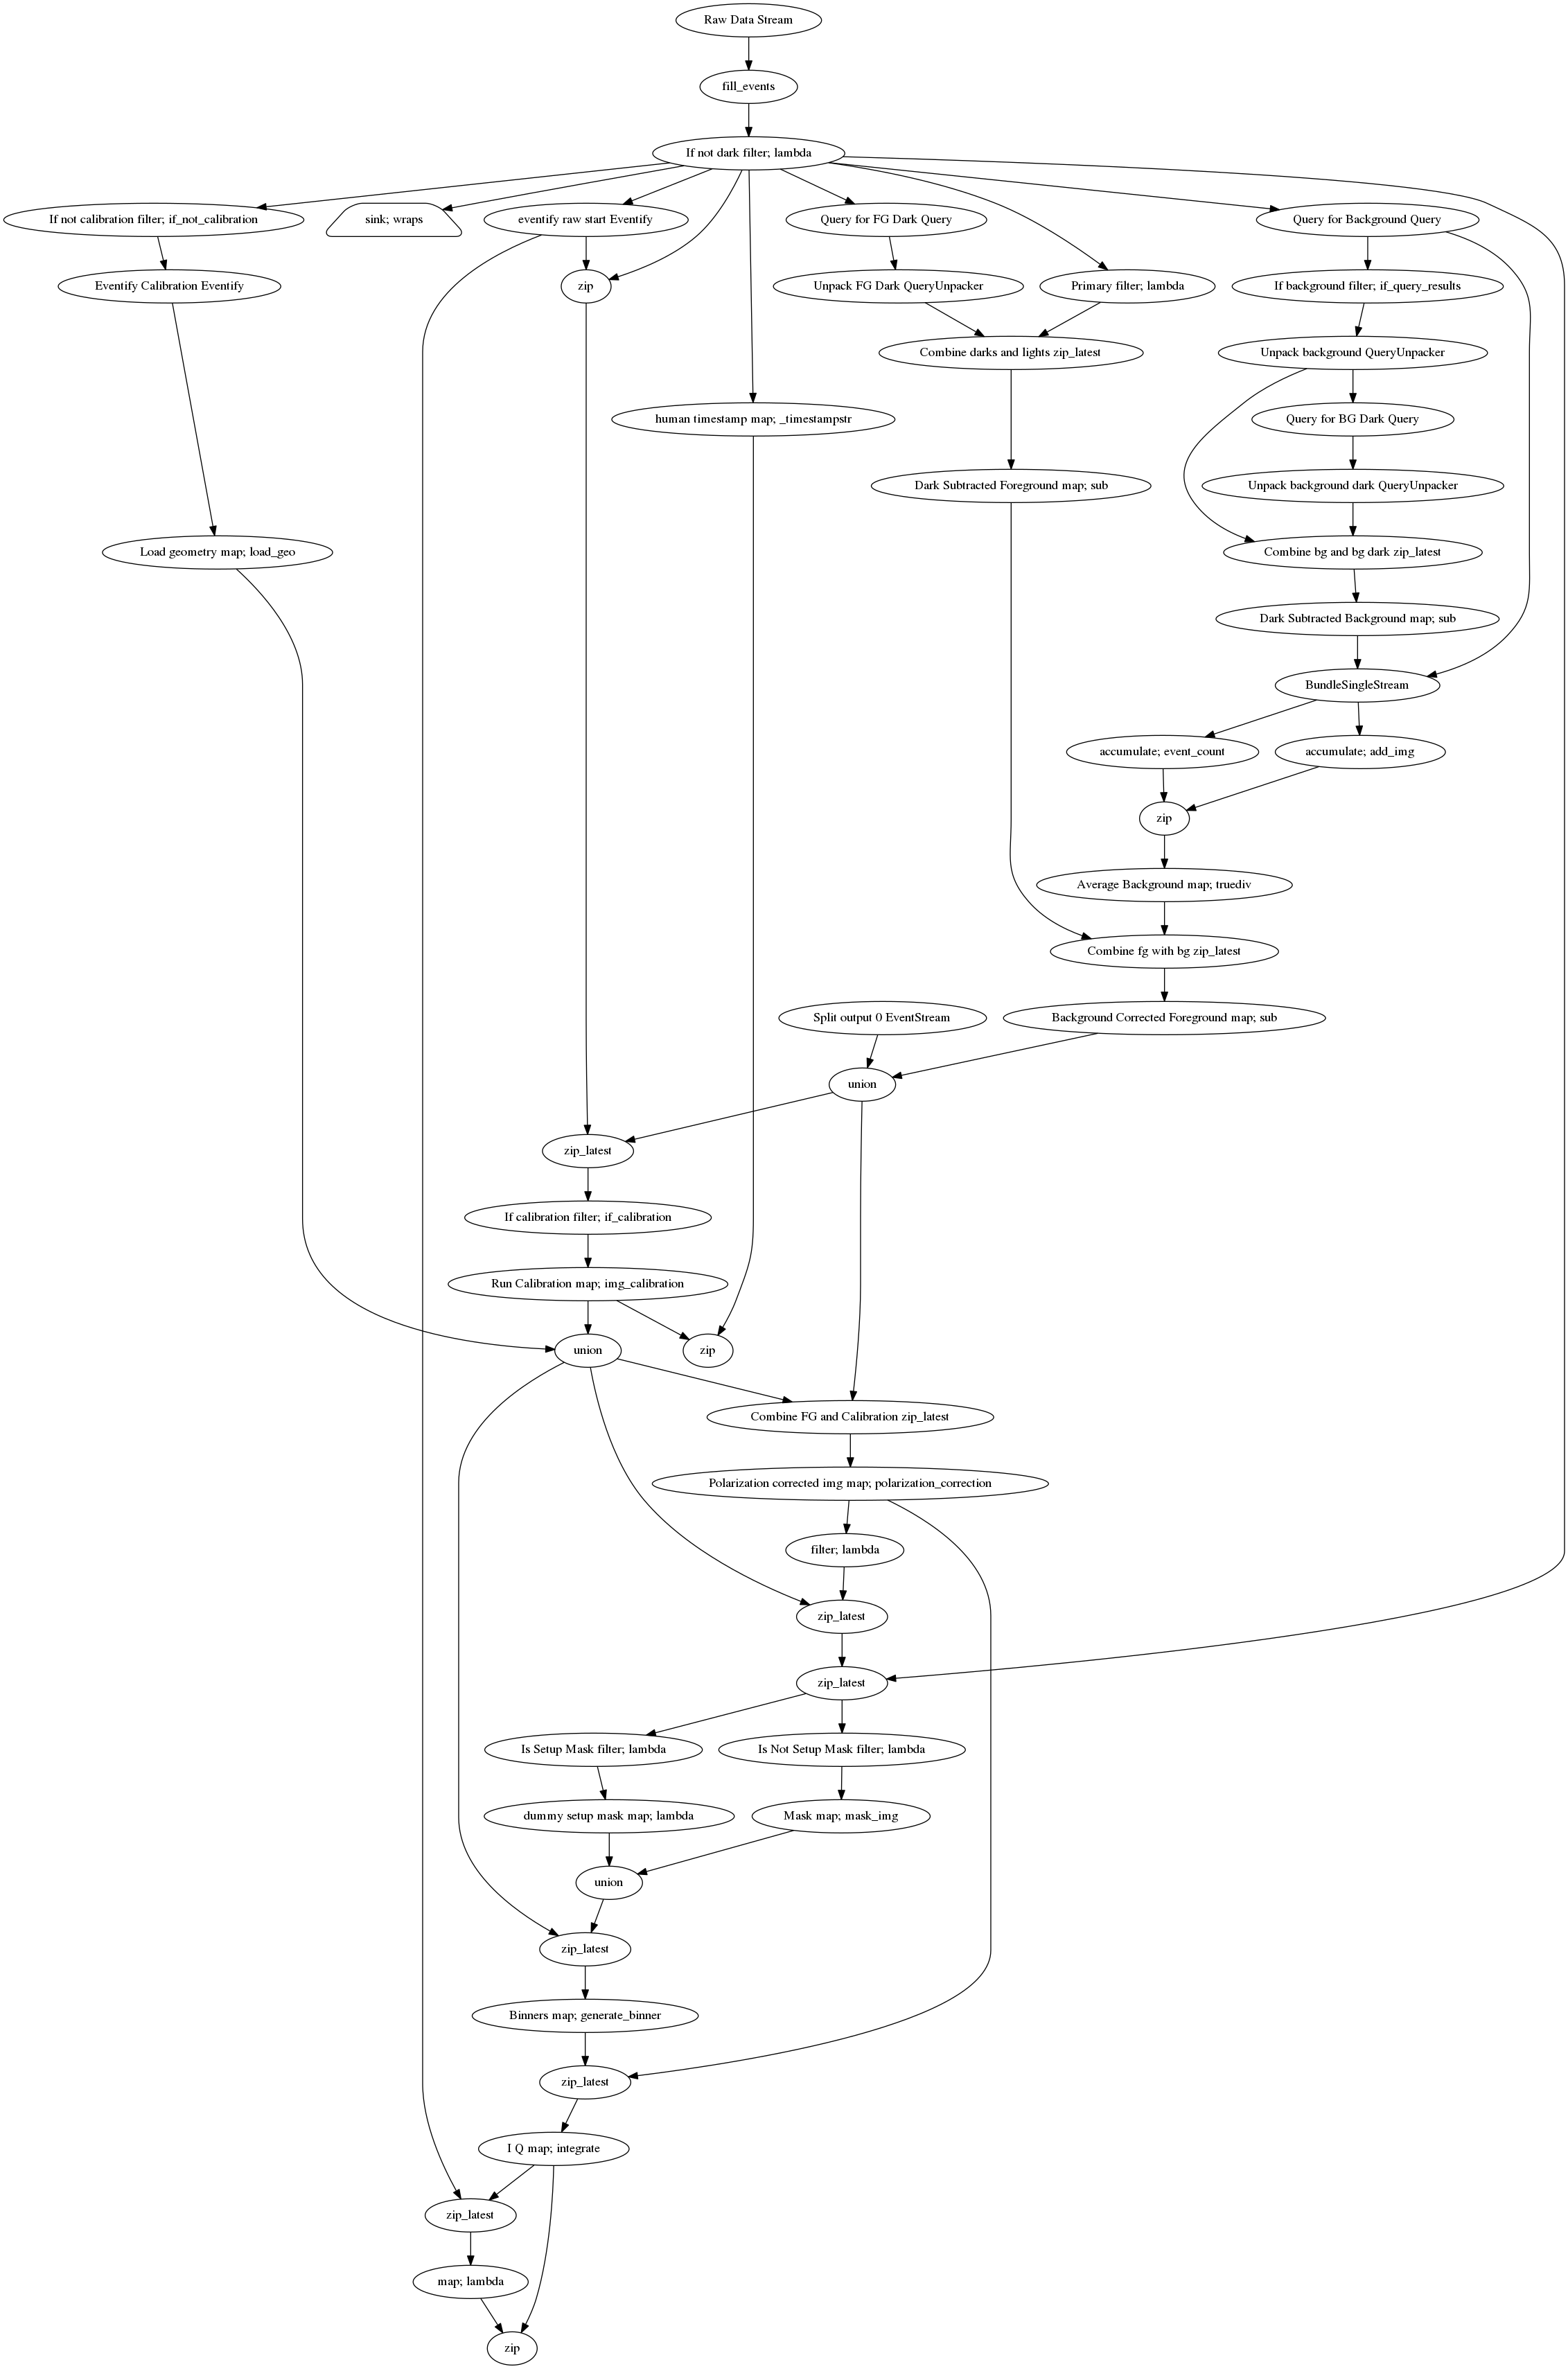 Raw Data Stream
fill_events
If not dark filter; lambda
If not calibration filter; if_not_calibration
sink; wraps
eventify raw start Eventify
Query for FG Dark Query
Query for Background Query
Eventify Calibration Eventify
zip
Unpack FG Dark QueryUnpacker
Primary filter; lambda
If background filter; if_query_results
Combine darks and lights zip_latest
Unpack background QueryUnpacker
human timestamp map; _timestampstr
Query for BG Dark Query
Dark Subtracted Foreground map; sub
Unpack background dark QueryUnpacker
Load geometry map; load_geo
Combine bg and bg dark zip_latest
Dark Subtracted Background map; sub
BundleSingleStream
accumulate; event_count
accumulate; add_img
zip
Average Background map; truediv
Combine fg with bg zip_latest
Split output 0 EventStream
Background Corrected Foreground map; sub
union
zip_latest
If calibration filter; if_calibration
Run Calibration map; img_calibration
union
zip
Combine FG and Calibration zip_latest
Polarization corrected img map; polarization_correction
filter; lambda
zip_latest
zip_latest
Is Setup Mask filter; lambda
Is Not Setup Mask filter; lambda
dummy setup mask map; lambda
Mask map; mask_img
union
zip_latest
Binners map; generate_binner
zip_latest
I Q map; integrate
zip_latest
map; lambda
zip